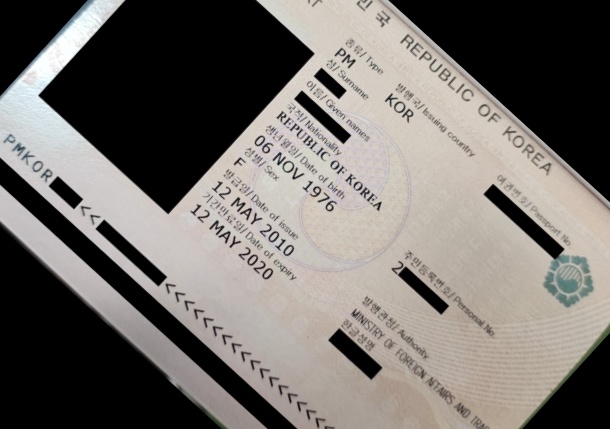 민국 REPUBLIC OF KOREA
종류/ Type 발행국/ Issuing country
PM KOR
성/ Surname
이름/ Given names
국적/ Nationality
REPUBLIC OF KOREA
생년월일/ Date of birth
06 NOV 1976
성별/ Sex
F
발급일/ Date of issue
12 MAY 2010
기간만료일/ Date of expiry
12 MAY 2020
여권번호/ Passport No.
주민등록번호/ Personal No.
2
발행관청/ Authority
MINISTRY OF FOREIGN AFFAIRS AND TRA
한글성명
PMKOR <<